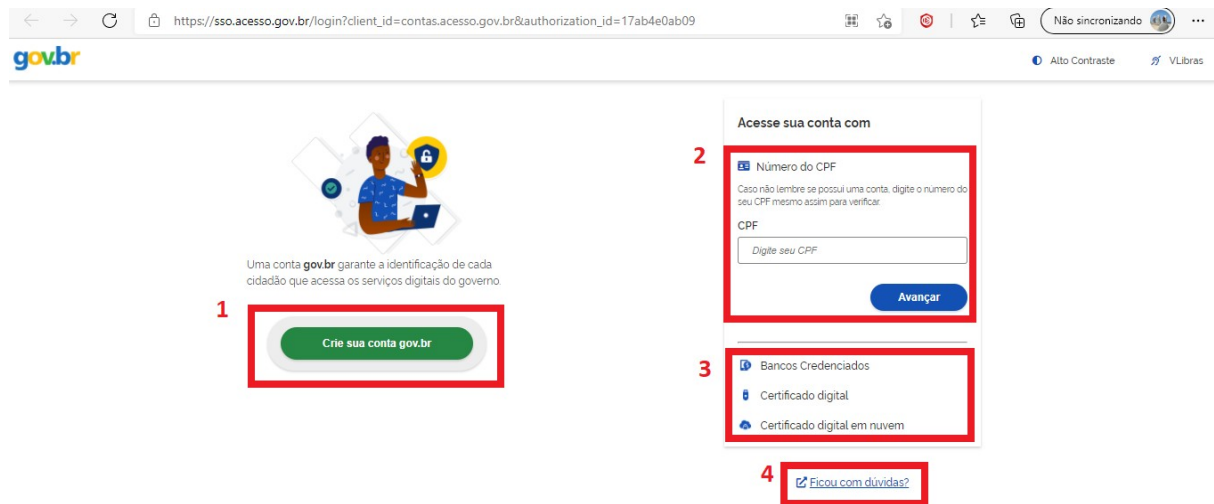 https://sso.acesso.gov.br/login?client_id=contas.acesso.gov.br&authorization_id=17ab4e0ab09
Não sincronizando
gov.br
Alto Contraste
VLibras
Uma conta gov.br garante a identificação de cada
cidadão que acessa os serviços digitais do governo.
1
Crie sua conta gov.br
Acesse sua conta com
2
Número do CPF
Caso não lembre se possui uma conta, digite o número do
seu CPF mesmo assim para verificar.
CPF
Digite seu CPF
Avançar
3
Bancos Credenciados
Certificado digital
Certificado digital em nuvem
4
Ficou com dúvidas?